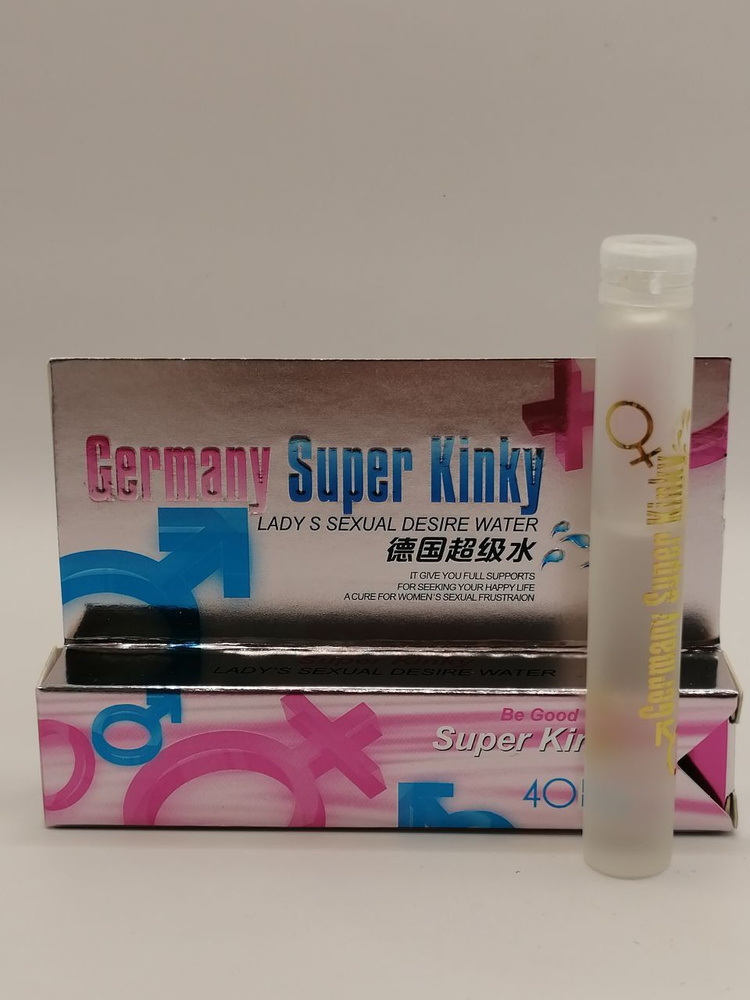 Germany Super Kinky
LADY S SEXUAL DESIRE WATER
德国超级水
IT GIVE YOU FULL SUPPORTS
FOR SEEKING YOUR HAPPY LIFE
A CURE FOR WOMEN'S SEXUAL FRUSTRAION
Super Kinky
LADY'S SEXUAL DESIRE WATER
Be Good
Super Kin
40
Germany Super Kinky